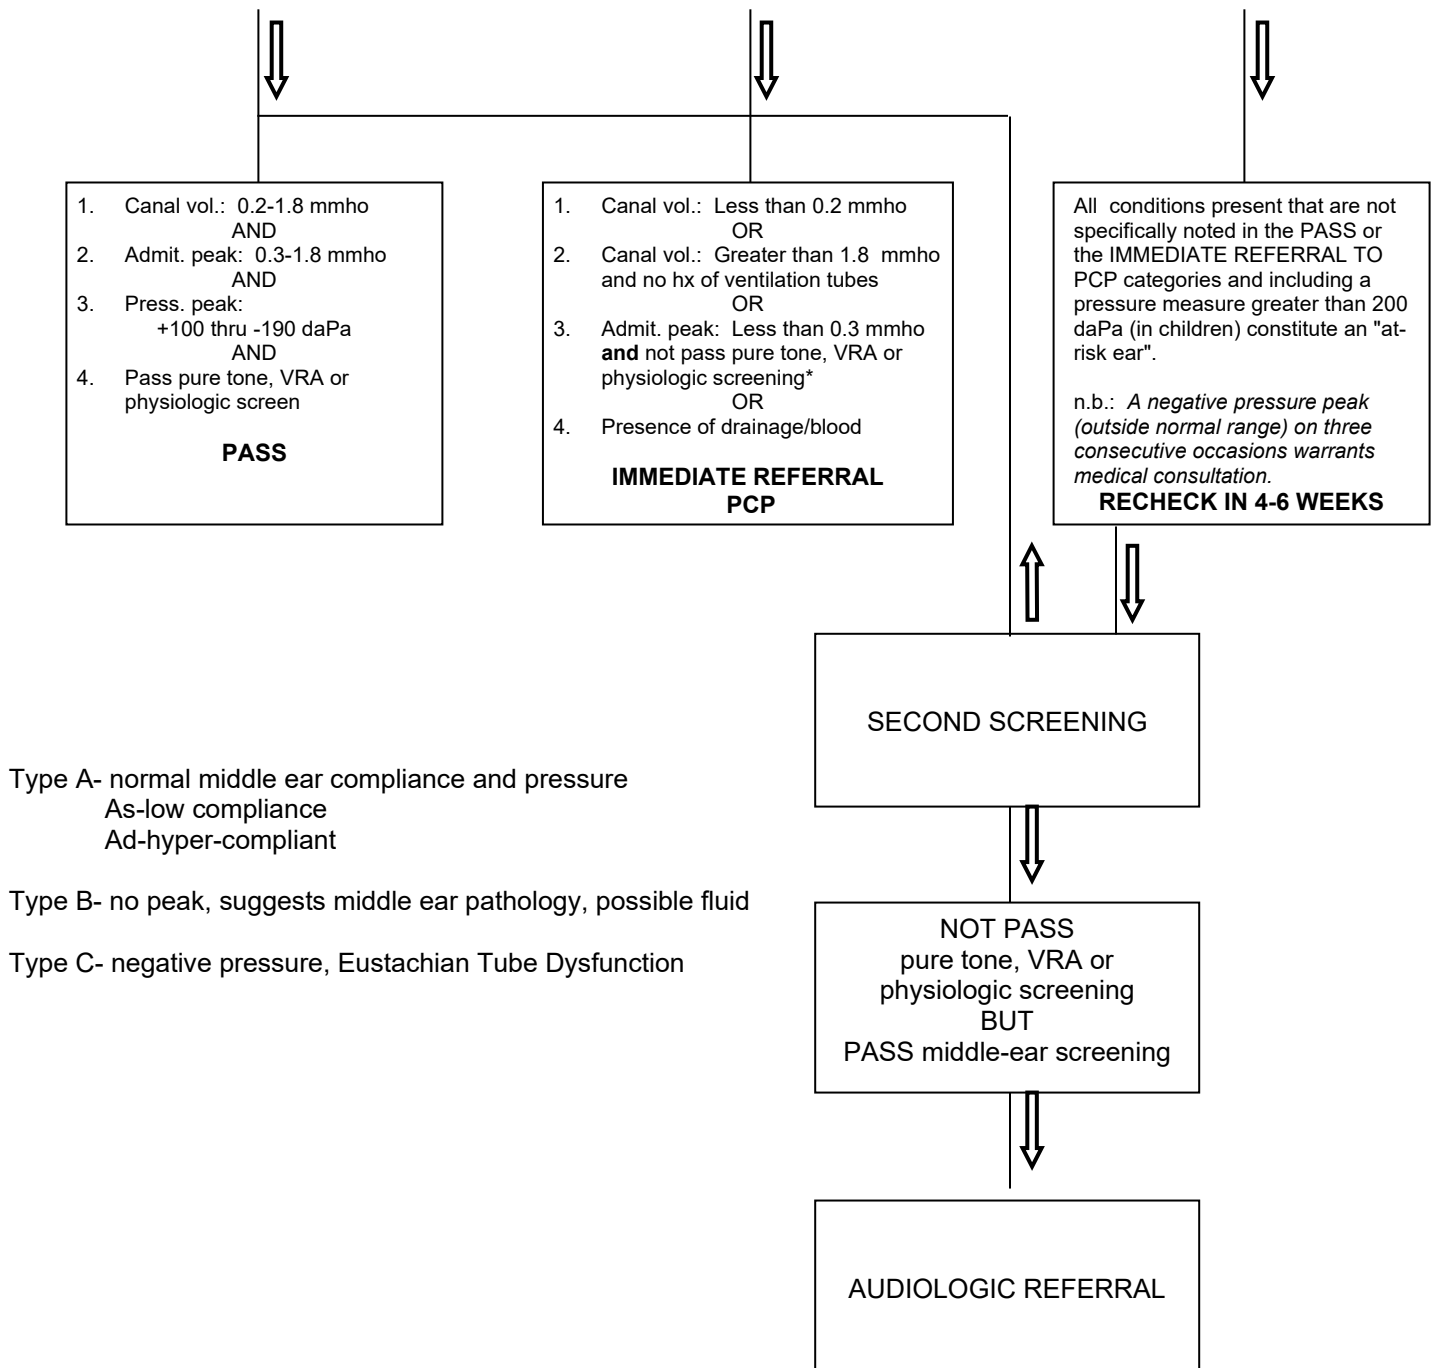 1. Canal vol.: 0.2-1.8 mmho
AND
2. Admit. peak: 0.3-1.8 mmho
AND
3. Press. peak:
+100 thru -190 daPa
AND
4. Pass pure tone, VRA or
physiologic screen
PASS
1. Canal vol.: Less than 0.2 mmho
OR
2. Canal vol.: Greater than 1.8 mmho
and no hx of ventilation tubes
OR
3. Admit. peak: Less than 0.3 mmho
and not pass pure tone, VRA or
physiologic screening*
OR
4. Presence of drainage/blood
IMMEDIATE REFERRAL
PCP
All conditions present that are not
specifically noted in the PASS or
the IMMEDIATE REFERRAL TO
PCP categories and including a
pressure measure greater than 200
daPa (in children) constitute an "at-
risk ear".
n.b.: A negative pressure peak
(outside normal range) on three
consecutive occasions warrants
medical consultation.
RECHECK IN 4-6 WEEKS
SECOND SCREENING
Type A- normal middle ear compliance and pressure
As-low compliance
Ad-hyper-compliant
Type B- no peak, suggests middle ear pathology, possible fluid
Type C- negative pressure, Eustachian Tube Dysfunction
NOT PASS
pure tone, VRA or
physiologic screening
BUT
PASS middle-ear screening
AUDIOLOGIC REFERRAL